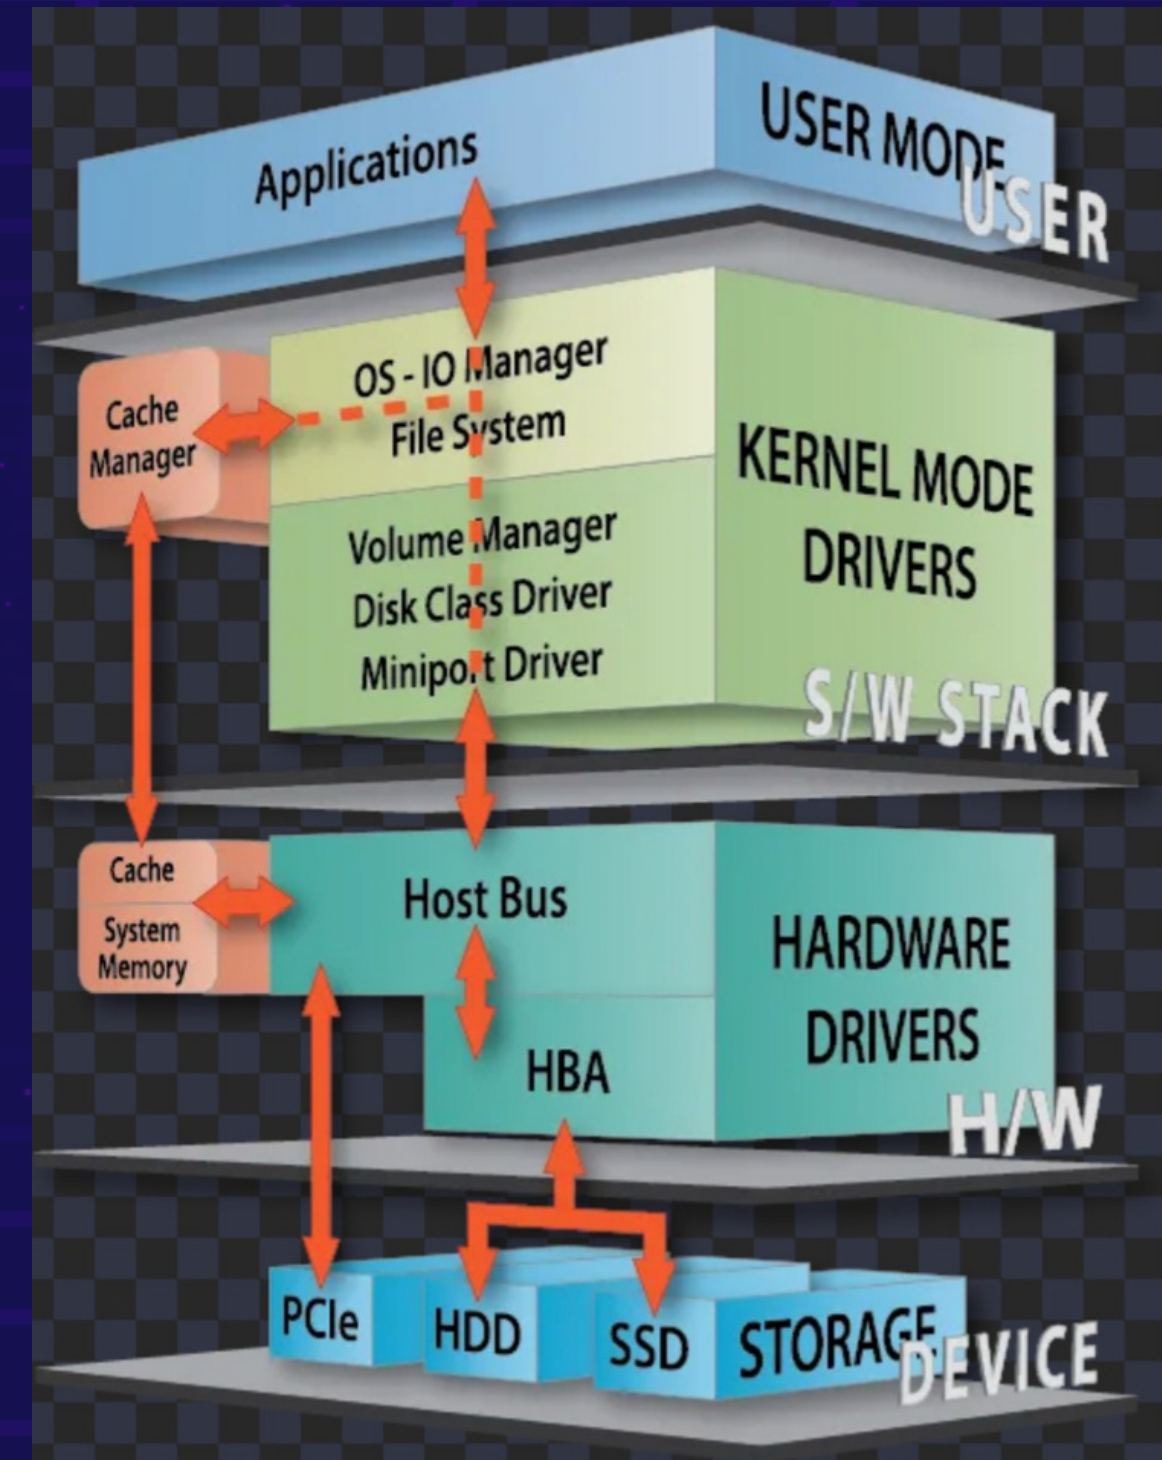 Applications
USER MODE
USER
OS - IO Manager
File System
Cache
Manager
Volume Manager
Disk Class Driver
Miniport Driver
KERNEL MODE
DRIVERS
S/W STACK
Cache
System
Memory
Host Bus
HBA
HARDWARE
DRIVERS
H/W
PCIe
HDD
SSD
STORAGE
DEVICE